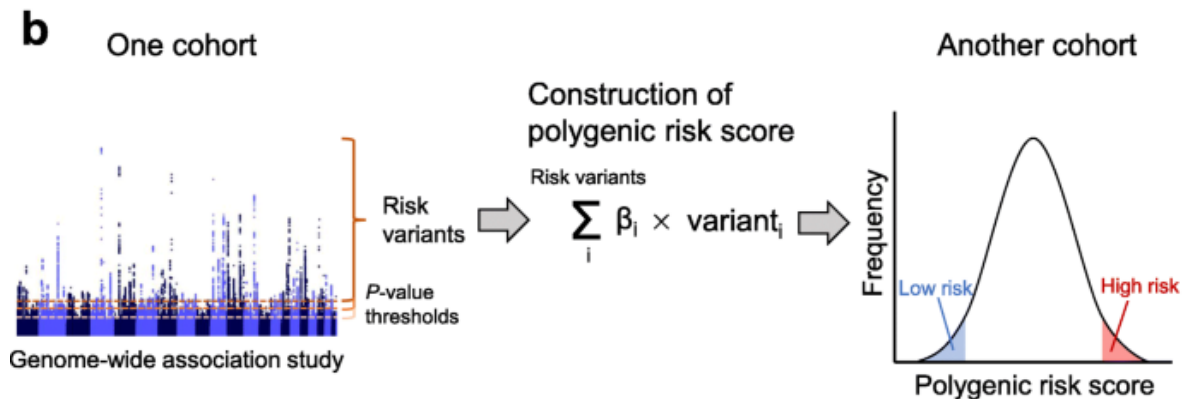 b
One cohort
Another cohort
Construction of
polygenic risk score
Risk variants
Σ βi × varianti
i
Risk
variants
P-value
thresholds
Genome-wide association study
Frequency
Low risk
High risk
Polygenic risk score